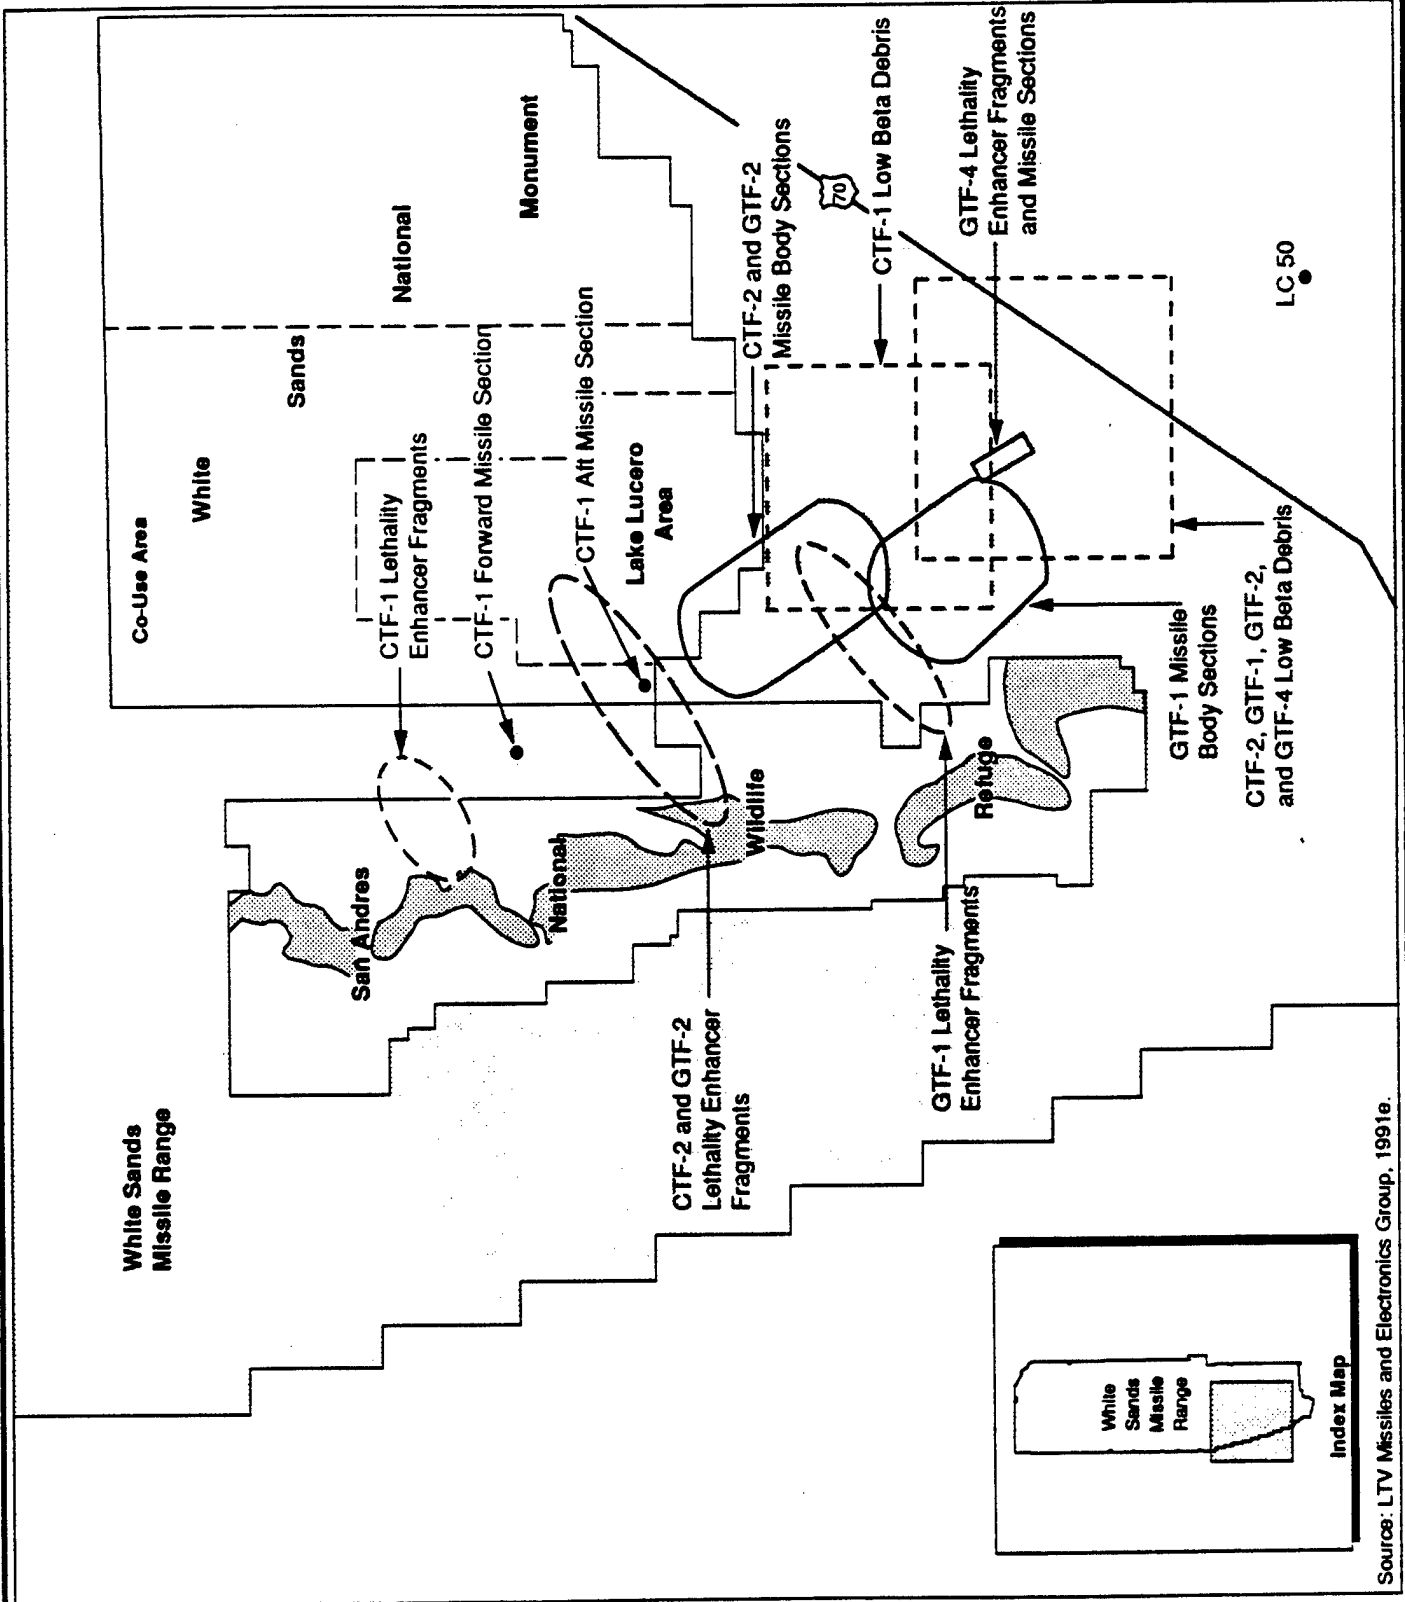 White Sands
Missile Range
Co-Use Area
White
Sands
National
Monument
CTF-1 Lethality
Enhancer Fragments
CTF-1 Forward Missile Section
CTF-1 Aft Missile Section
Lake Lucero
Area
San Andres
National
Wildlife
Refuge
CTF-2 and GTF-2
Missile Body Sections
70
CTF-1 Low Beta Debris
GTF-4 Lethality
Enhancer Fragments
and Missile Sections
CTF-2 and GTF-2
Lethality Enhancer
Fragments
GTF-1 Lethality
Enhancer Fragments
GTF-1 Missile
Body Sections
CTF-2, GTF-1, GTF-2,
and GTF-4 Low Beta Debris
LC 50
White
Sands
Missile
Range
Index Map
Source: LTV Missiles and Electronics Group, 1991e.